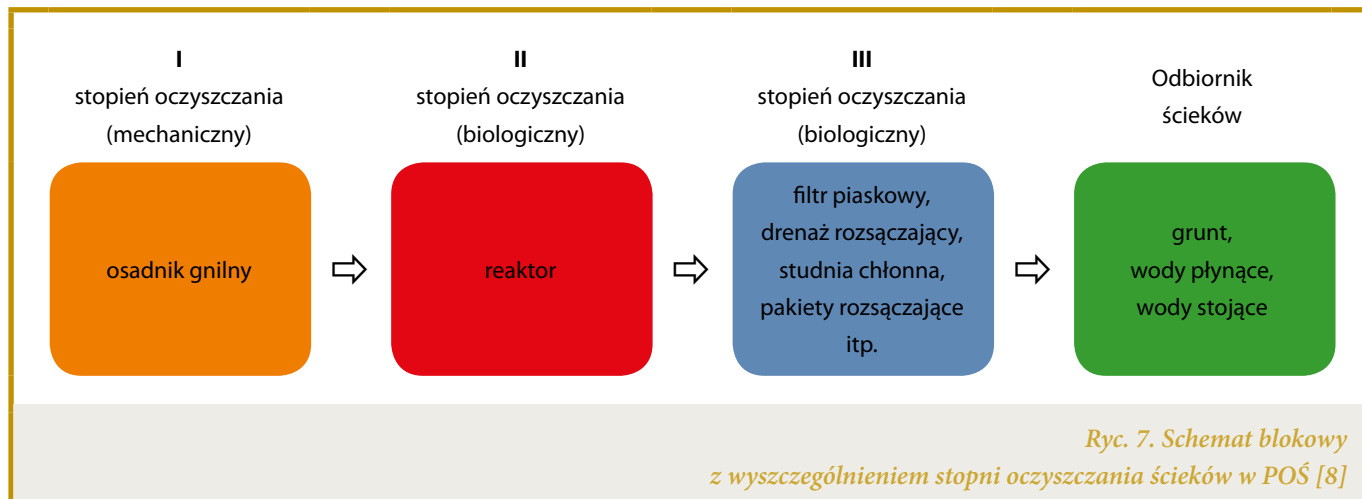 I
stopień oczyszczania
(mechaniczny)
osadnik gnilny
II
stopień oczyszczania
(biologiczny)
reaktor
III
stopień oczyszczania
(biologiczny)
filtr piaskowy,
drenaż rozsączający,
studnia chłonna,
pakiety rozsączające
itp.
Odbiornik
ścieków
grunt,
wody płynące,
wody stojące
Ryc. 7. Schemat blokowy
z wyszczególnieniem stopni oczyszczania ścieków w POŚ [8]